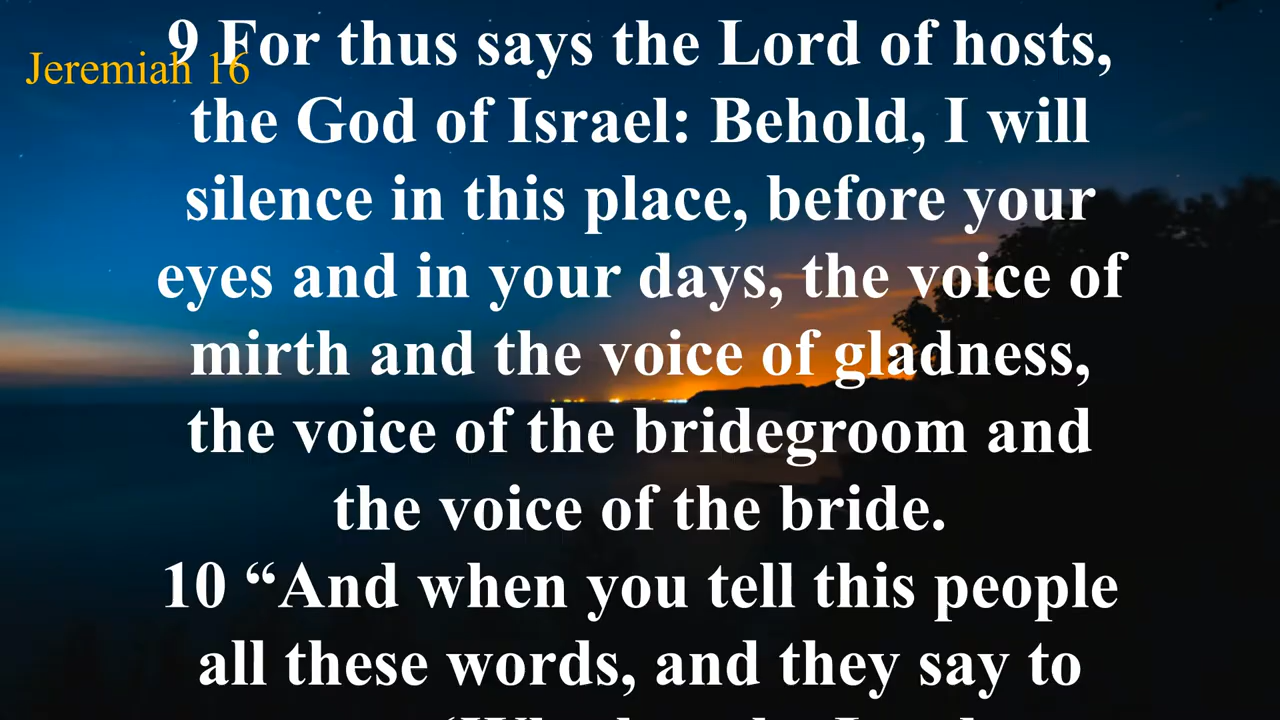 Jeremiah 16
9 For thus says the Lord of hosts,
the God of Israel: Behold, I will
silence in this place, before your
eyes and in your days, the voice of
mirth and the voice of gladness,
the voice of the bridegroom and
the voice of the bride.
10 “And when you tell this people
all these words, and they say to